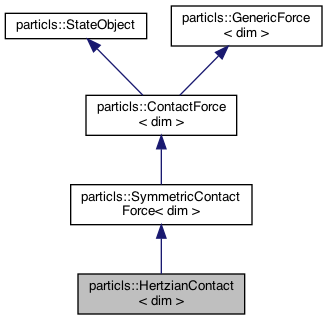 particls::StateObject
particls::GenericForce
< dim >
particls::ContactForce
< dim >
particls::SymmetricContact
Force< dim >
particls::HertzianContact
< dim >